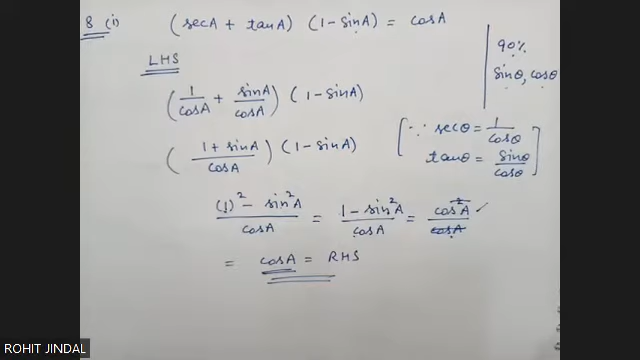 8 (i) (secA + tanA) (1 - sinA) = cosA
LHS
90%
sinθ, cosθ
(1/cosA + sinA/cosA) (1 - sinA)
(1 + sinA/cosA) (1 - sinA)
[∵ secθ = 1/cosθ
tanθ = sinθ/cosθ]
(1)² - sin²A/cosA = 1 - sin²A/cosA = cos²A/cosA ✓
= cosA = RHS
ROHIT JINDAL